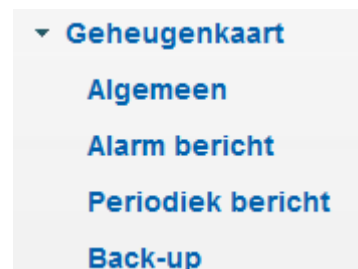 Geheugenkaart
Algemeen
Alarm bericht
Periodiek bericht
Back-up